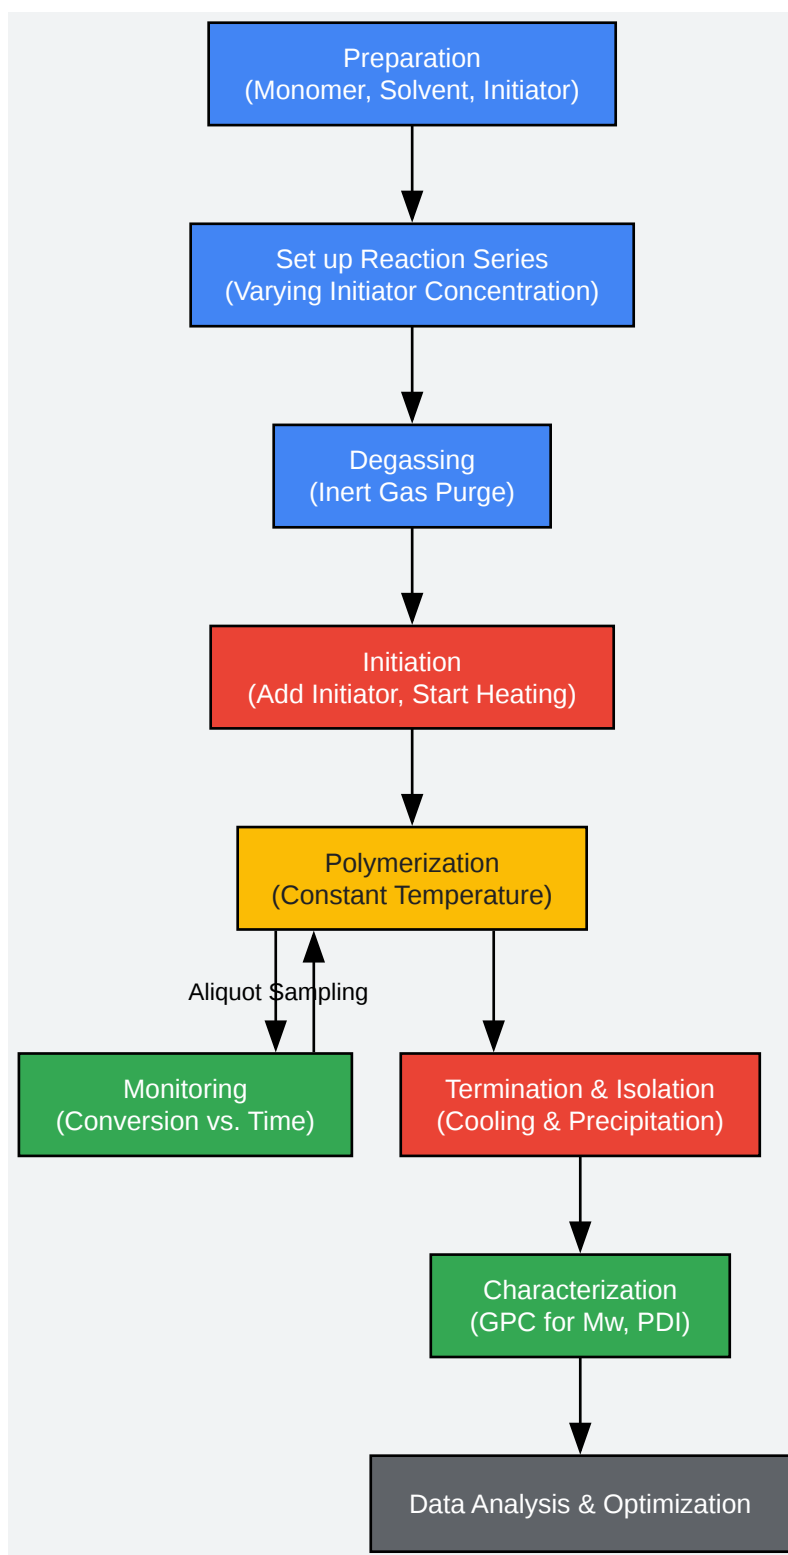 Preparation
(Monomer, Solvent, Initiator)
Set up Reaction Series
(Varying Initiator Concentration)
Degassing
(Inert Gas Purge)
Initiation
(Add Initiator, Start Heating)
Polymerization
(Constant Temperature)
Aliquot Sampling
Monitoring
(Conversion vs. Time)
Termination & Isolation
(Cooling & Precipitation)
Characterization
(GPC for Mw, PDI)
Data Analysis & Optimization